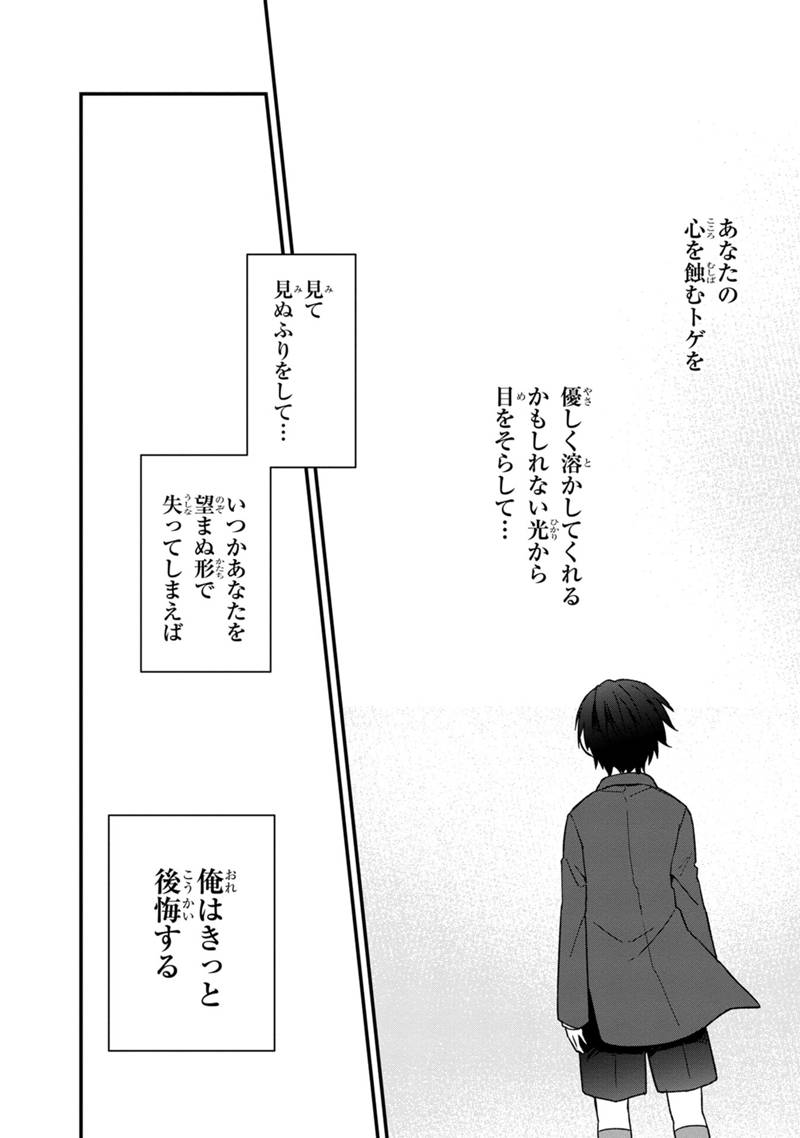 あなたの
心を蝕むトゲを
優しく溶かしてくれる
かもしれない光から
目をそらして…
見て
見ぬふりをして…
いつかあなたを
望まぬ形で
失ってしまえば
俺はきっと
後悔する